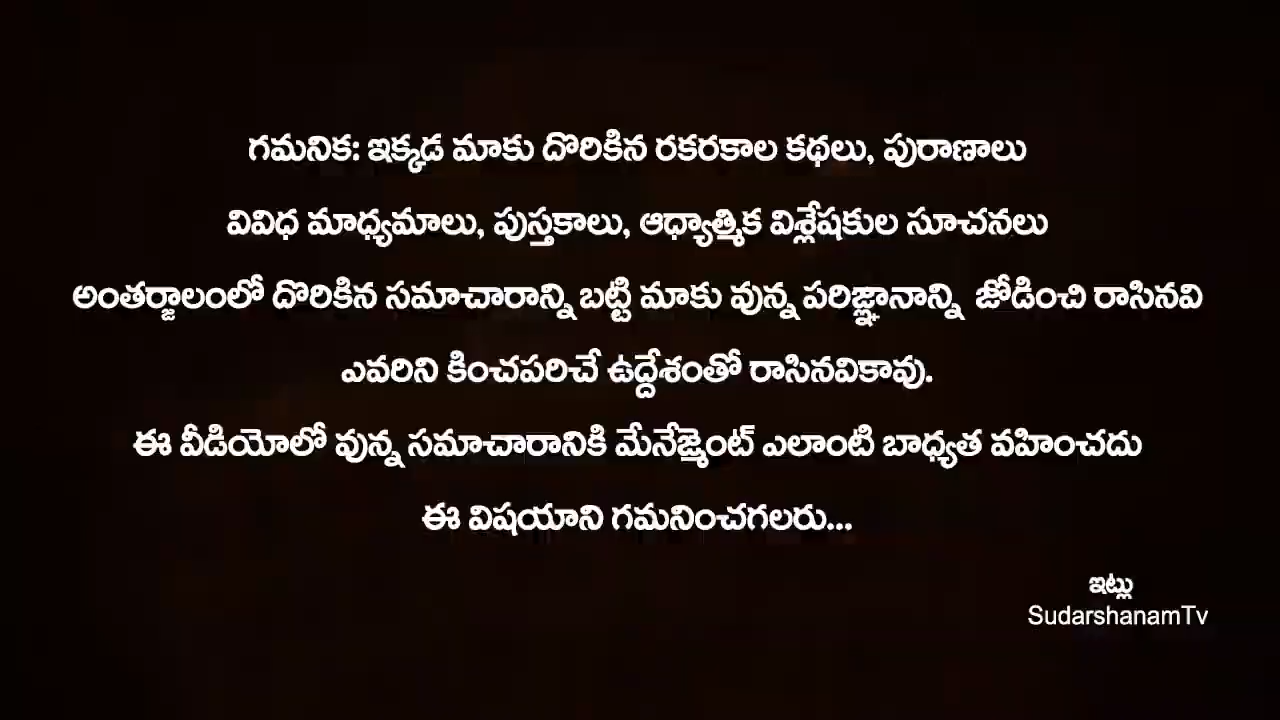 గమనిక: ఇక్కడ మాకు దొరికిన రకరకాల కథలు, పురాణాలు
వివిధ మాధ్యమాలు, పుస్తకాలు, ఆధ్యాత్మిక విశ్లేషకుల సూచనలు
అంతర్జాలంలో దొరికిన సమాచారాన్ని బట్టి మాకు వున్న పరిజ్ఞానాన్ని జోడించి రాసినవి
ఎవరిని కించపరిచే ఉద్దేశంతో రాసినవికావు.
ఈ వీడియోలో వున్న సమాచారానికి మేనేజ్మెంట్ ఎలాంటి బాధ్యత వహించదు
ఈ విషయాని గమనించగలరు...
ఇట్లు
SudarshanamTv